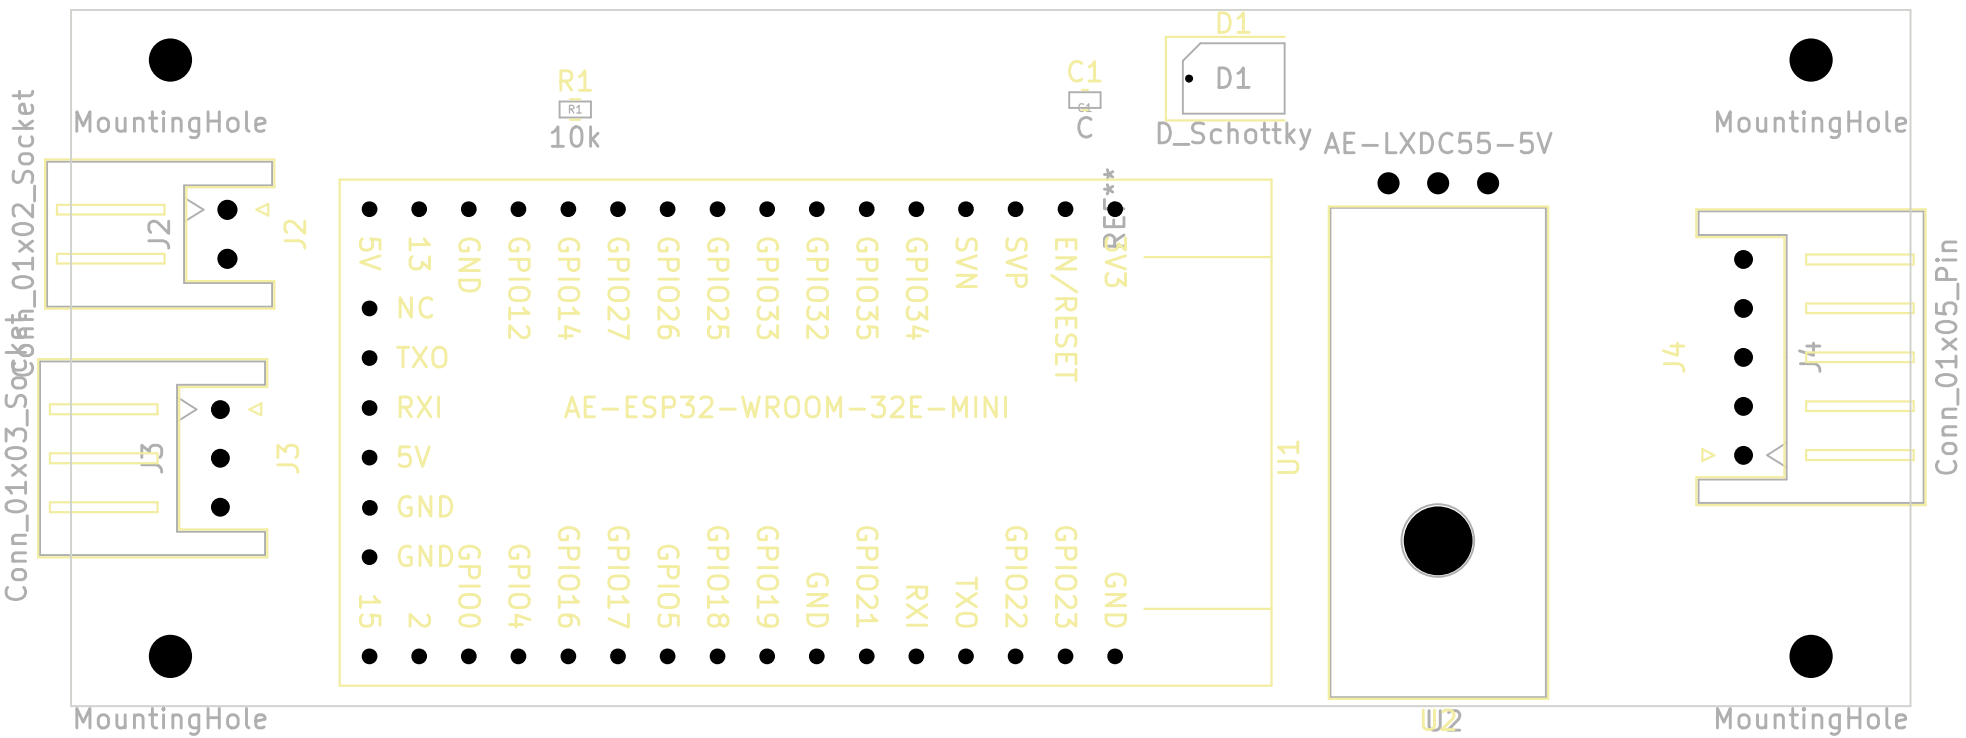 D1
D1
D_Schottky
R1
R1
10k
C1
C1
C
MountingHole
MountingHole
AE-LXDC55-5V
Conn_01x02_Socket
J2
J2
REF**
5V
13
GND
GPIO12
GPIO14
GPIO27
GPIO26
GPIO25
GPIO33
GPIO32
GPIO35
GPIO34
SVN
SVP
EN/RESET
3V3
NC
TXO
RXI
5V
GND
GND
AE-ESP32-WROOM-32E-MINI
U1
Conn_01x03_Socket
J3
J3
J4
J4
Conn_01x05_Pin
15
2
GPIO0
GPIO4
GPIO16
GPIO17
GPIO5
GPIO18
GPIO19
GND
GPIO21
RXI
TXO
GPIO22
GPIO23
GND
MountingHole
U2
U2
MountingHole